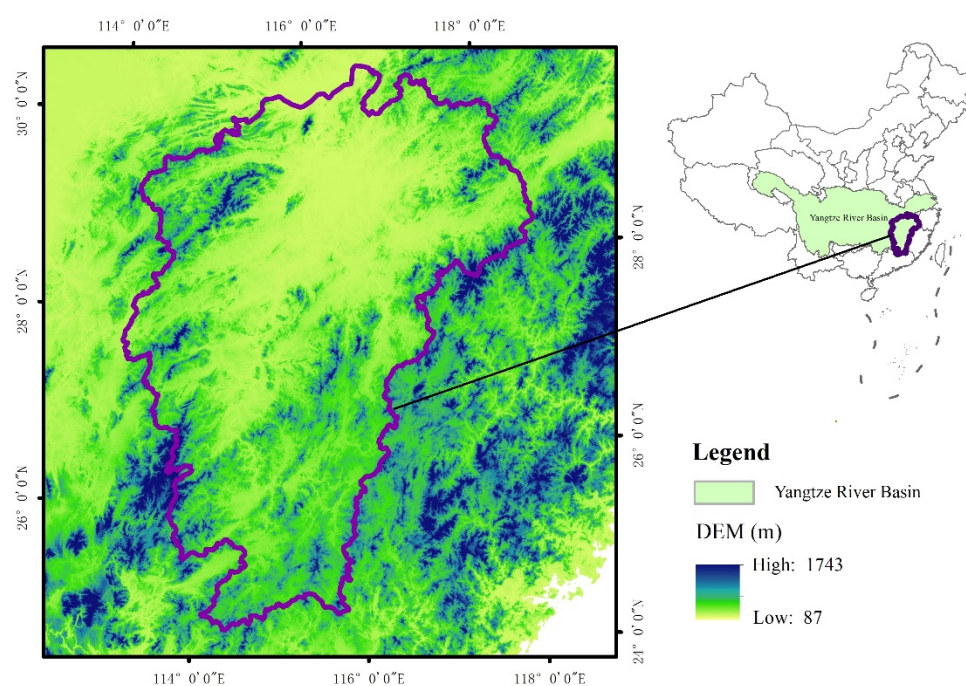 114° 0′0″E
116° 0′0″E
118° 0′0″E
30° 0′0″N
28° 0′0″N
26° 0′0″N
28° 0′0″N
26° 0′0″N
24° 0′0″N
114° 0′0″E
116° 0′0″E
118° 0′0″E
Yangtze River Basin
Legend
Yangtze River Basin
DEM (m)
High: 1743
Low: 87